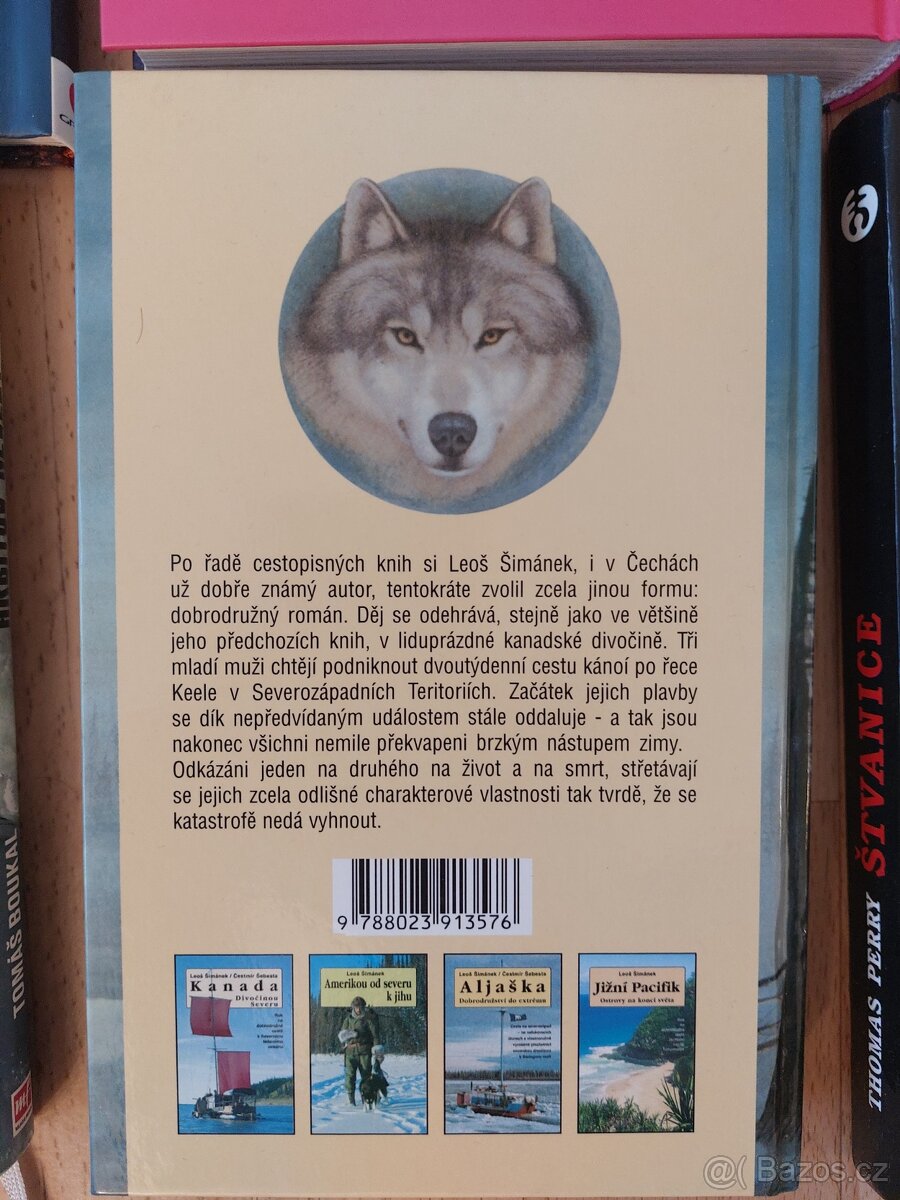 Po řadě cestopisných knih si Leoš Šimánek, i v Čechách
už dobře známý autor, tentokráte zvolil zcela jinou formu:
dobrodružný román. Děj se odehrává, stejně jako ve většině
jeho předchozích knih, v liduprázdné kanadské divočině. Tři
mladí muži chtějí podniknout dvoutýdenní cestu kánoí po řece
Keele v Severozápadních Teritoriích. Začátek jejich plavby
se dík nepředvídaným událostem stále oddaluje - a tak jsou
nakonec všichni nemile překvapeni brzkým nástupem zimy.
Odkázáni jeden na druhého na život a na smrt, střetávají
se jejich zcela odlišné charakterové vlastnosti tak tvrdě, že se
katastrofě nedá vyhnout.
9 788023 913576
Leoš Šimánek / Čestmír Šebesta
Kanada
Divočinou
Severu
Leoš Šimánek
Amerikou od severu
k jihu
Leoš Šimánek / Čestmír Šebesta
Aljaška
Dobrodružství do extrému
Leoš Šimánek
Jižní Pacifik
Ostrovy na konci světa
TOMÁŠ BOUKAL
THOMAS PERRY ŠTVANICE
@( Bazos.cz